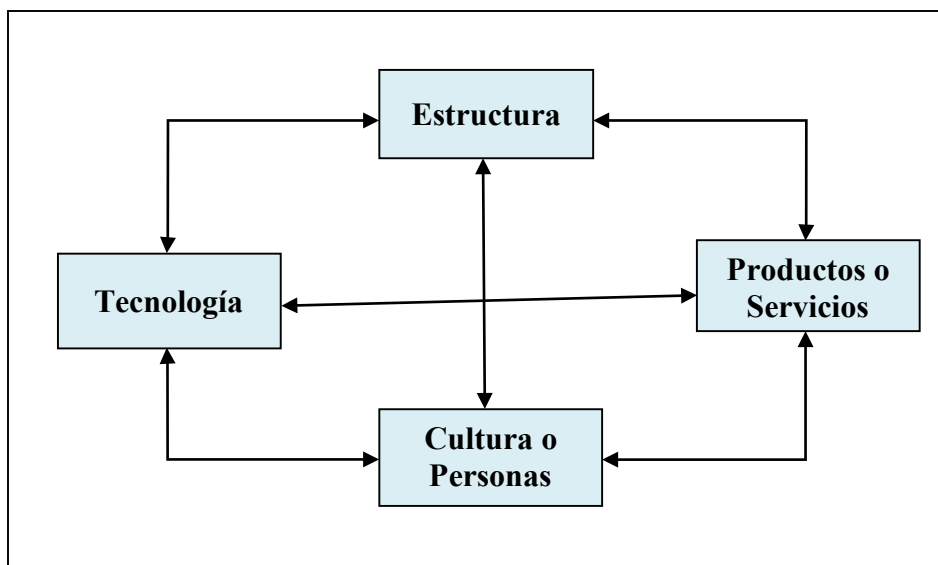 Estructura
Tecnología
Productos o
Servicios
Cultura o
Personas